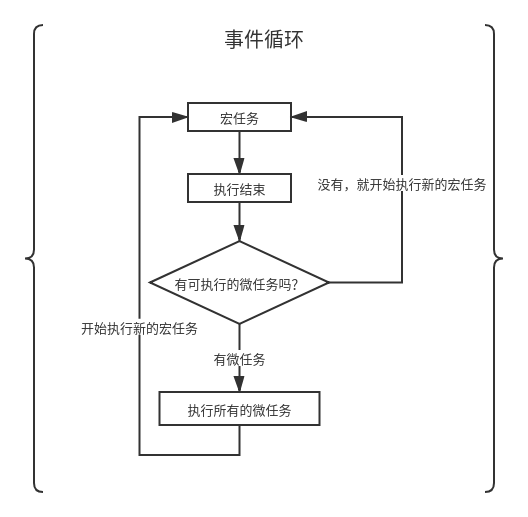 事件循环
宏任务
执行结束
没有，就开始执行新的宏任务
有可执行的微任务吗？
开始执行新的宏任务
有微任务
执行所有的微任务